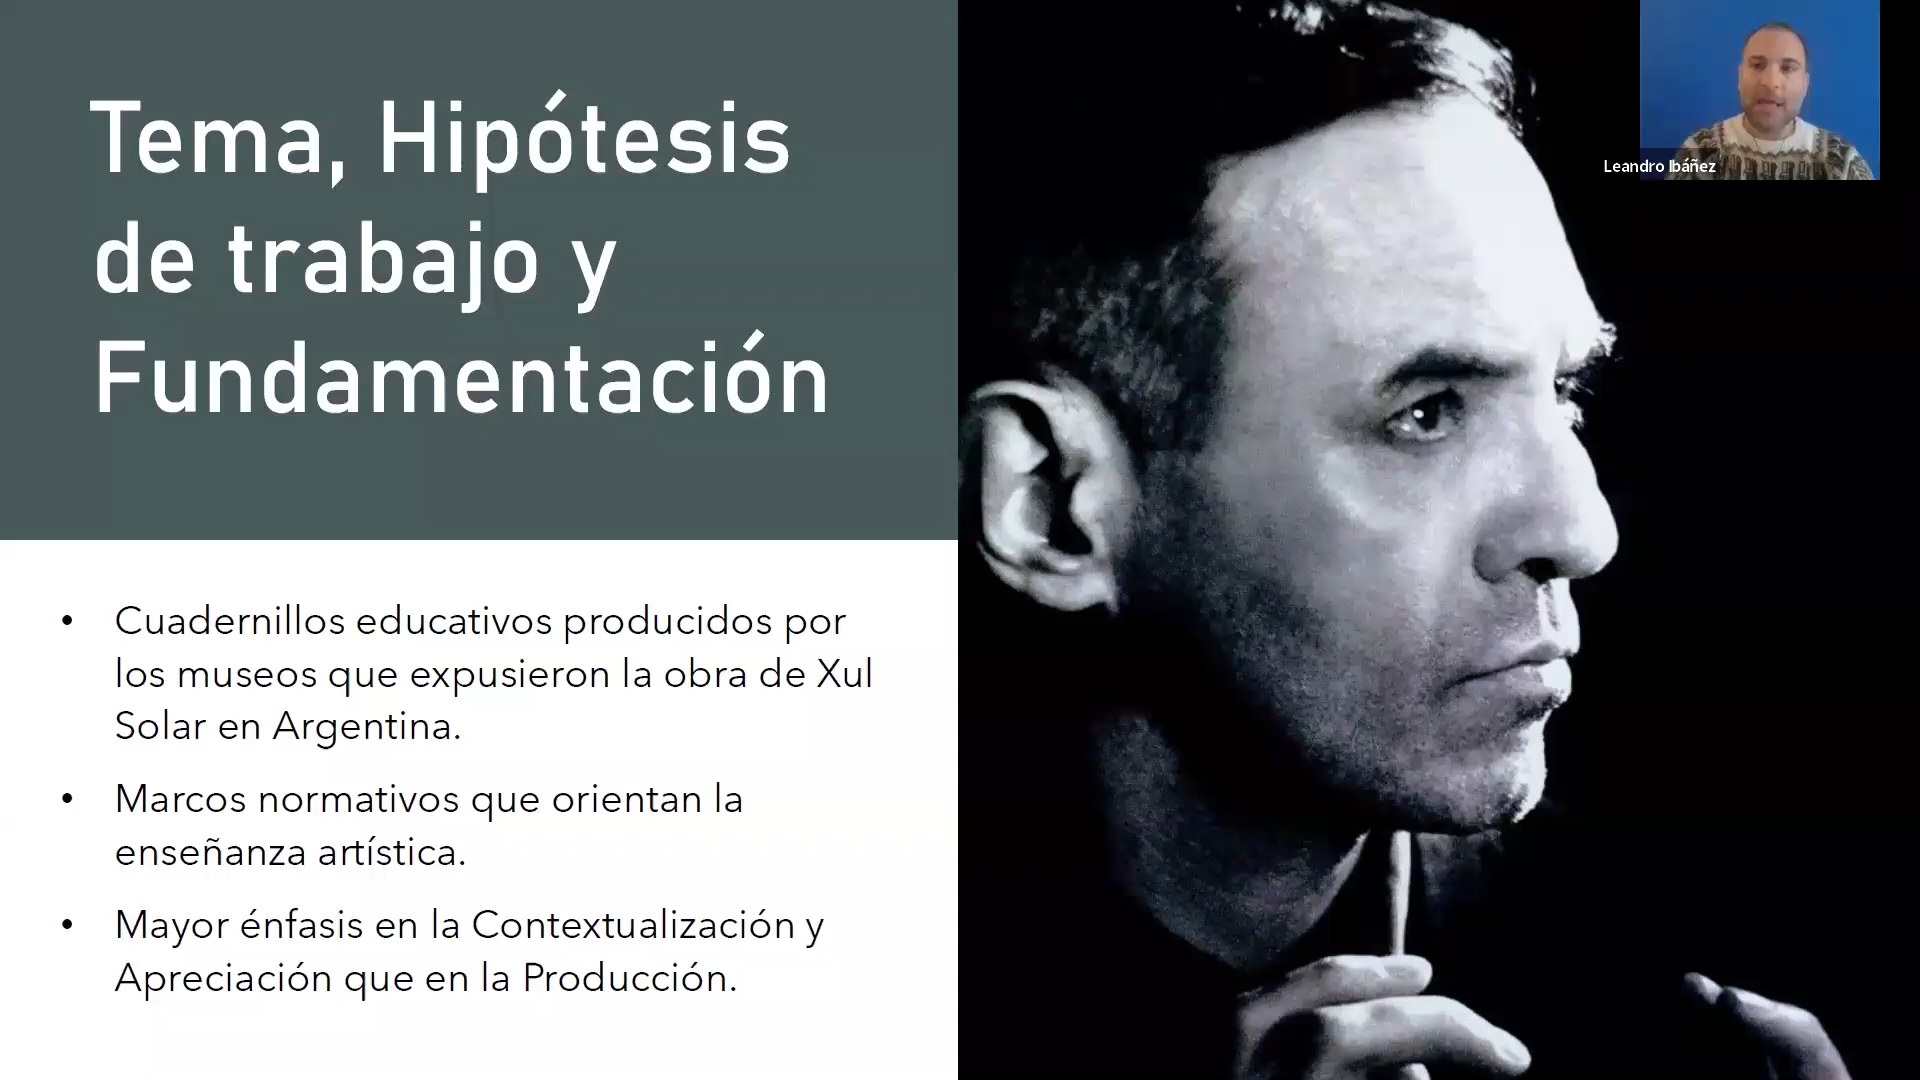 Tema, Hipótesis
de trabajo y
Fundamentación
• Cuadernillos educativos producidos por
los museos que expusieron la obra de Xul
Solar en Argentina.
• Marcos normativos que orientan la
enseñanza artística.
• Mayor énfasis en la Contextualización y
Apreciación que en la Producción.
Leandro Ibáñez